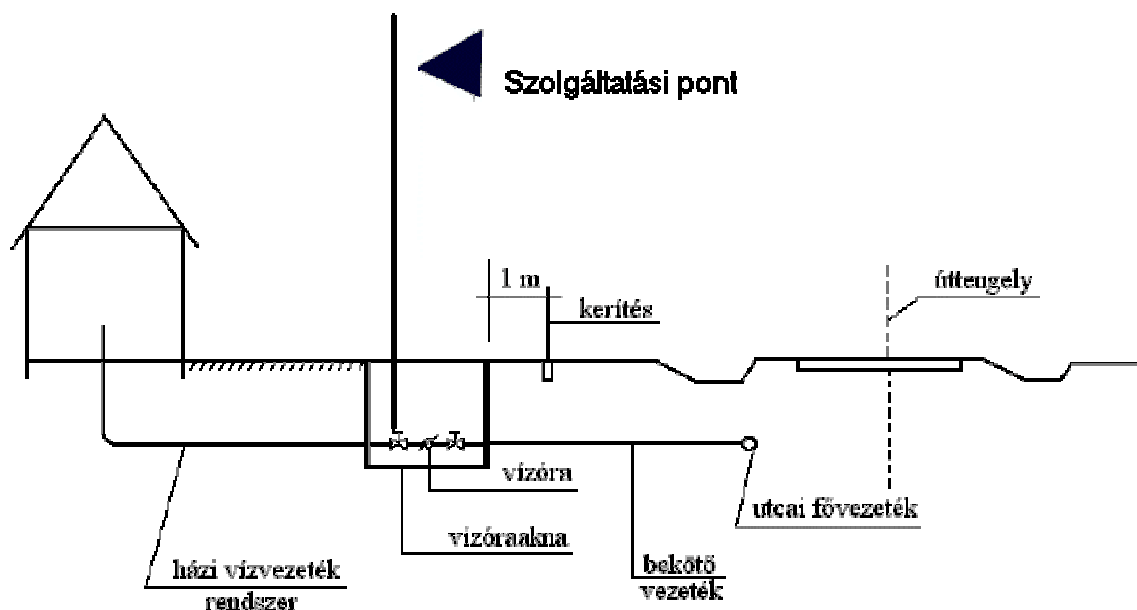 Szolgáltatási pont
1 m
kerítés
úttengely
vízóra
vízóraakna
utcai fővezeték
házi vízvezeték
rendszer
bekötő
vezeték